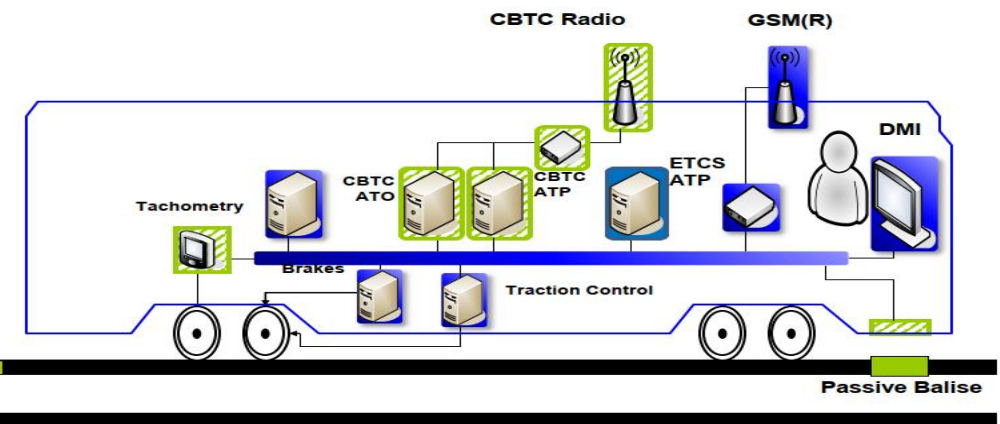 CBTC Radio
GSM(R)
DMI
CBTC
ATO
CBTC
ATP
ETCS
ATP
Tachometry
Brakes
Traction Control
Passive Balise